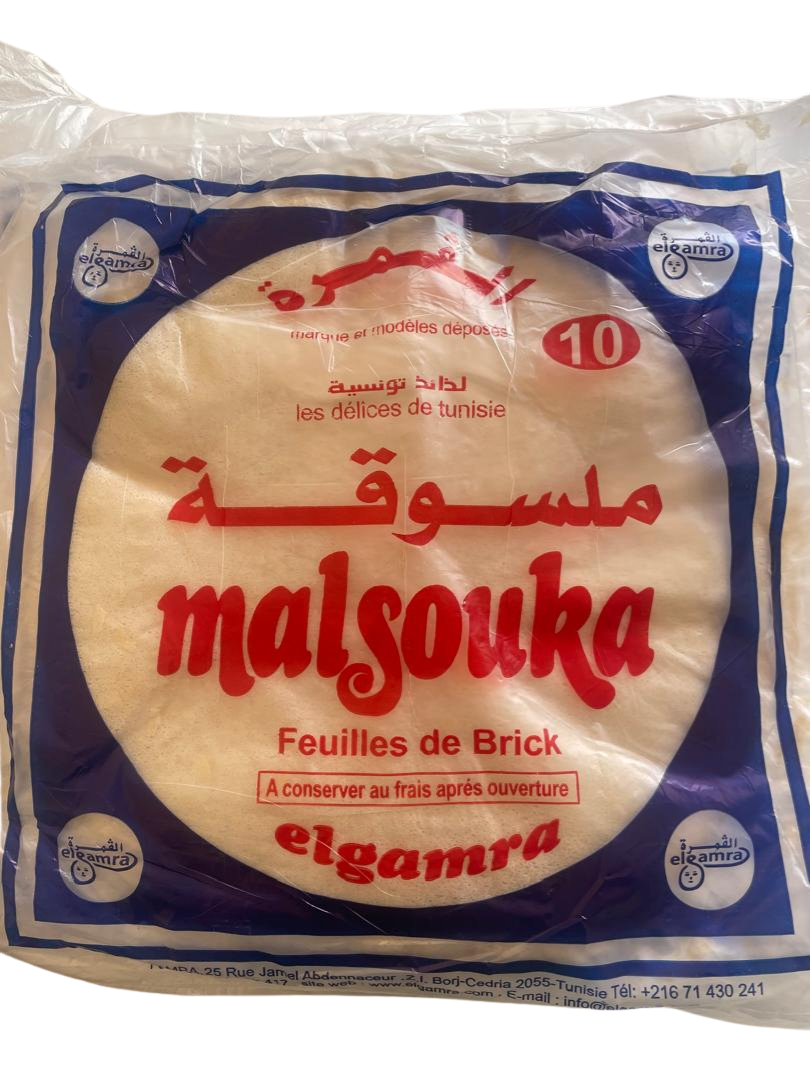 القمرة
elgamra
القمرة
elgamra
القمرة
marque et modèles déposés
10
لذائذ تونسية
les délices de tunisie
ملسوقة
malsouka
Feuilles de Brick
A conserver au frais aprés ouverture
elgamra
القمرة
elgamra
القمرة
elgamra
25 Rue Jamel Abdennaceur . Z.I. Borj-Cedria 2055-Tunisie Tél: +216 71 430 241
417 site web : www.elgamra.com - E-mail :